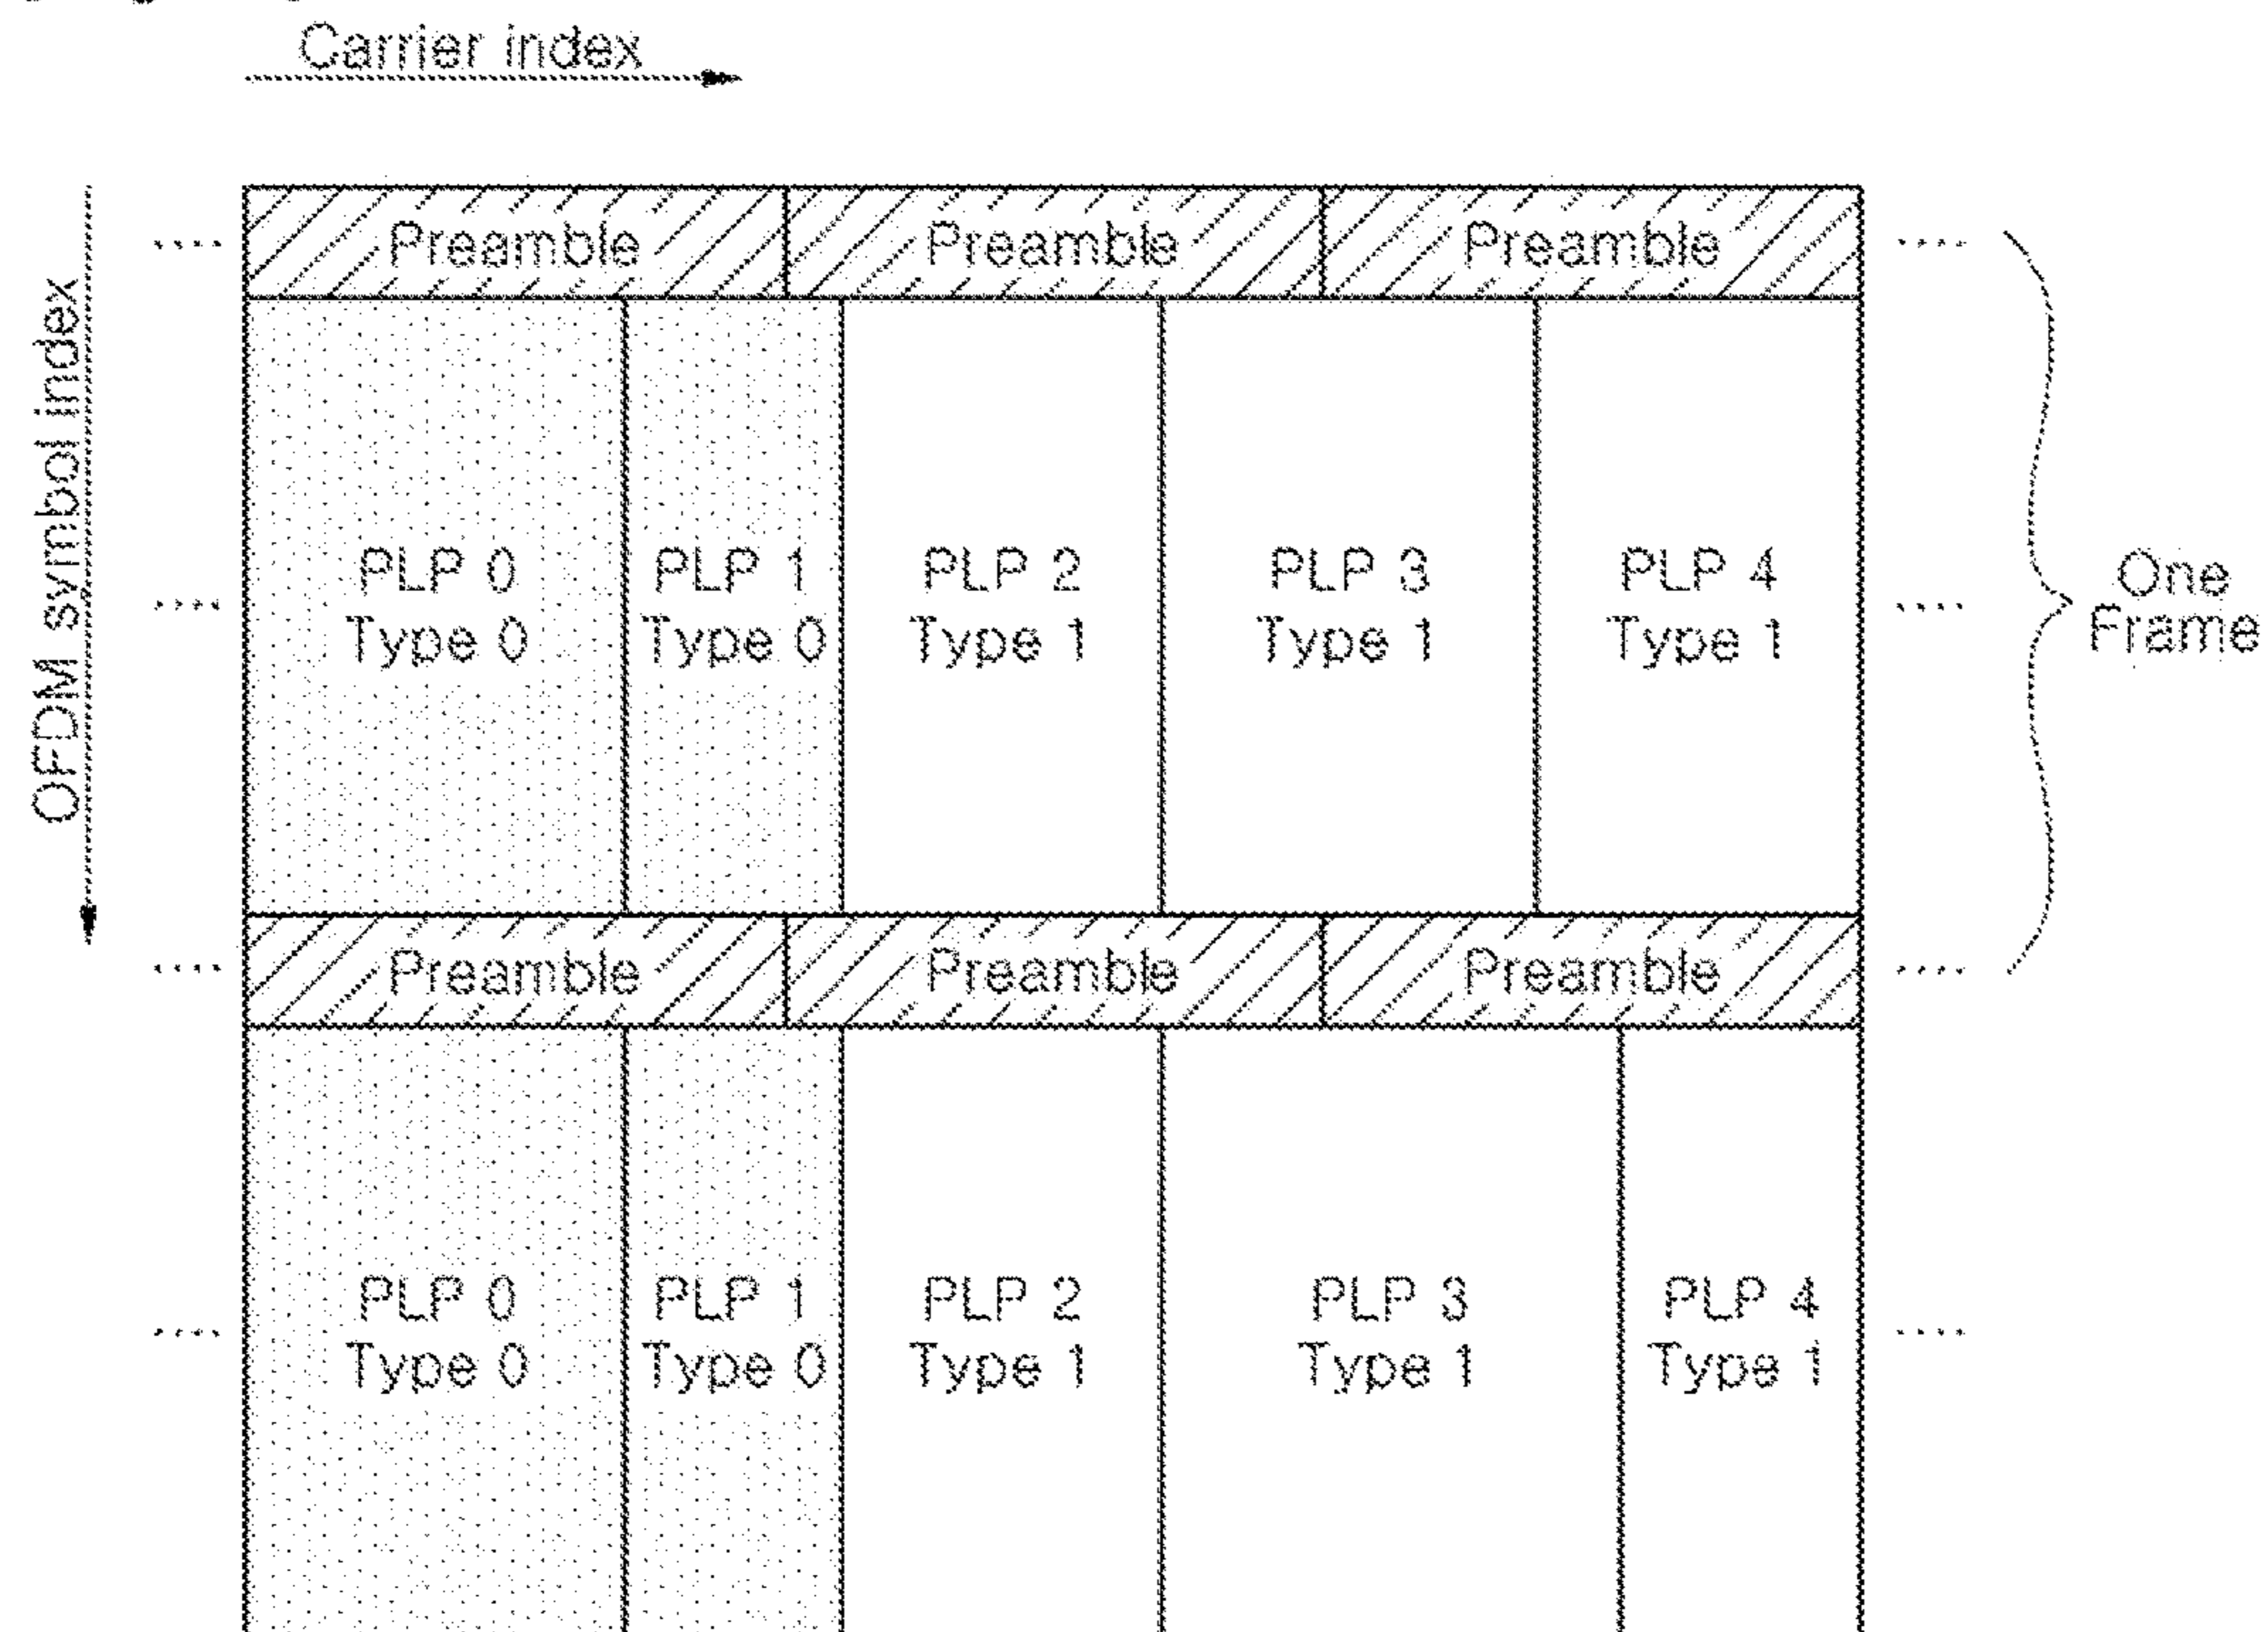 Carrier index
OFDM symbol index
Preamble Preamble Preamble
PLP 0 PLP 1 PLP 2 PLP 3 PLP 4
Type 0 Type 0 Type 1 Type 1 Type 1
One
Frame
Preamble Preamble Preamble
PLP 0 PLP 1 PLP 2 PLP 3 PLP 4
Type 0 Type 0 Type 1 Type 1 Type 1